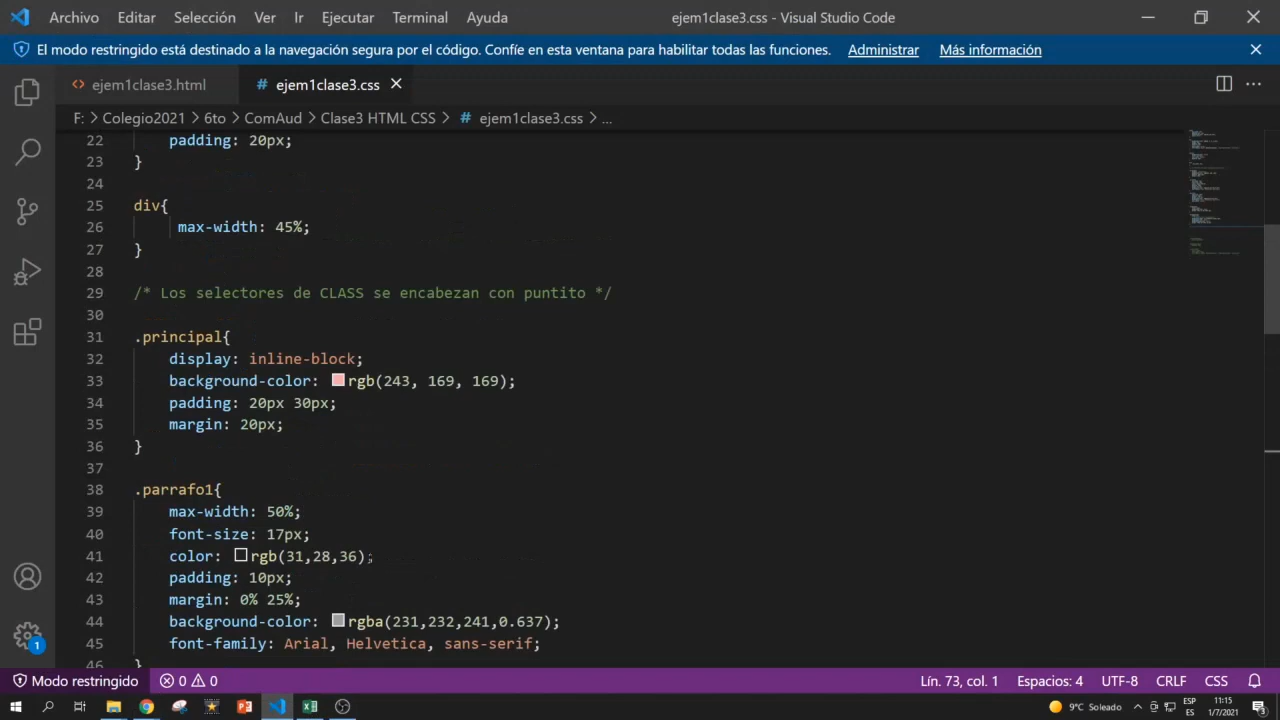 Archivo Editar Selección Ver Ir Ejecutar Terminal Ayuda ejem1clase3.css - Visual Studio Code
El modo restringido está destinado a la navegación segura por el código. Confíe en esta ventana para habilitar todas las funciones. Administrar Más información
ejem1clase3.html # ejem1clase3.css
F: > Colegio2021 > 6to > ComAud > Clase3 HTML CSS > # ejem1clase3.css > ...
22 padding: 20px;
23 }
24
25 div{
26 max-width: 45%;
27 }
28
29 /* Los selectores de CLASS se encabezan con puntito */
30
31 .principal{
32 display: inline-block;
33 background-color: rgb(243, 169, 169);
34 padding: 20px 30px;
35 margin: 20px;
36 }
37
38 .parrafo1{
39 max-width: 50%;
40 font-size: 17px;
41 color: rgb(31,28,36);
42 padding: 10px;
43 margin: 0% 25%;
44 background-color: rgba(231,232,241,0.637);
45 font-family: Arial, Helvetica, sans-serif;
46 }
1
Modo restringido 0 0 Lín. 73, col. 1 Espacios: 4 UTF-8 CRLF CSS
9°C Soleado ESP ES 11:15 1/7/2021 3